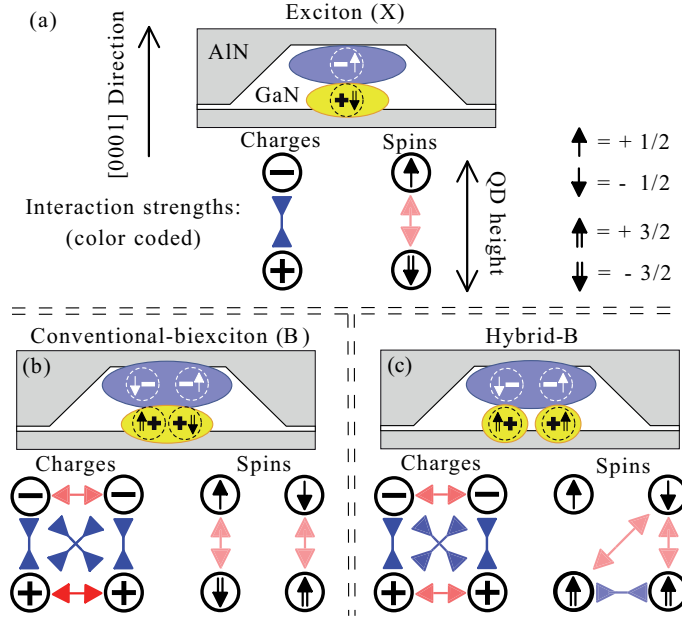 (a)
Exciton (X)
[0001] Direction
AlN
GaN
Charges
Spins
Interaction strengths:
(color coded)
QD height
= + 1/2
= - 1/2
= + 3/2
= - 3/2
Conventional-biexciton (B)
(b)
Charges
Spins
Hybrid-B
(c)
Charges
Spins